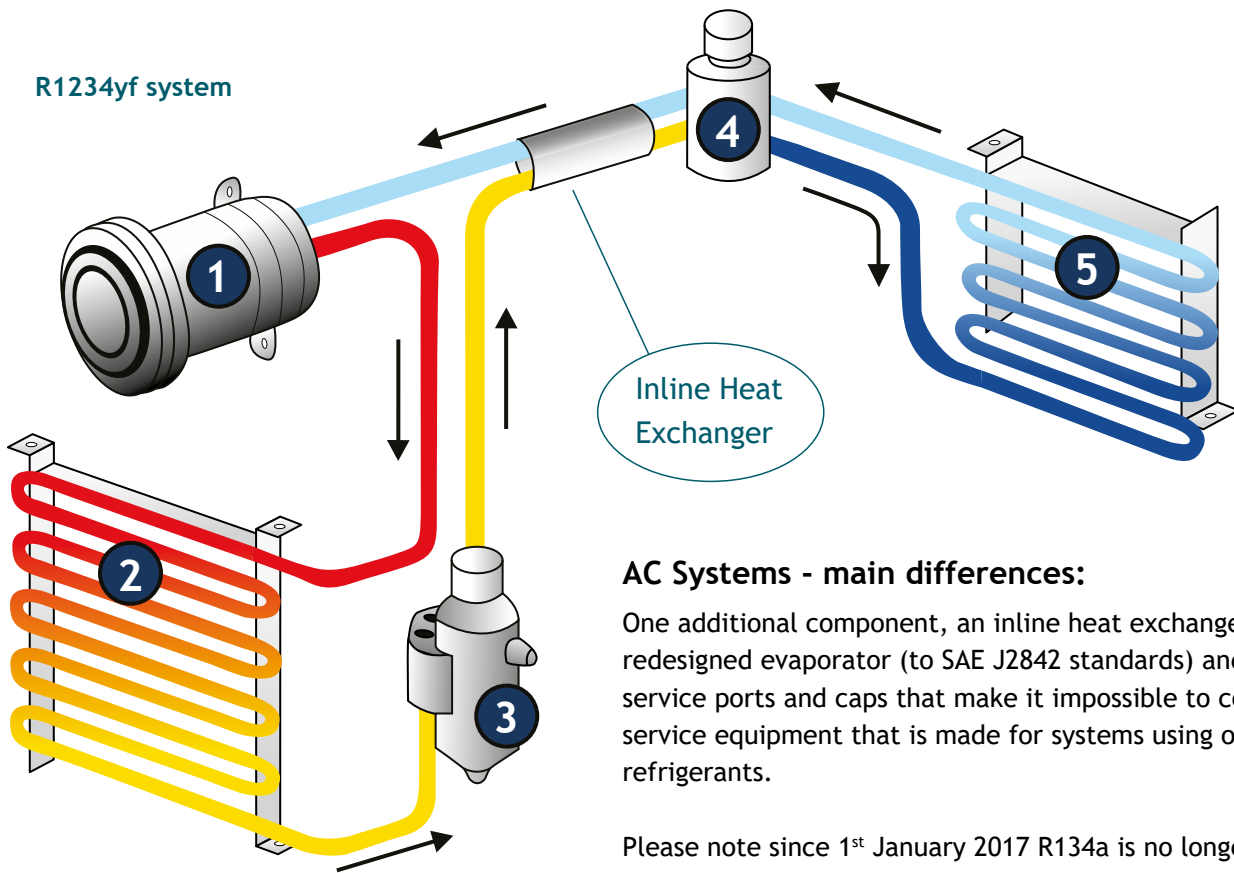 R1234yf system
1
2
3
4
5
Inline Heat
Exchanger
AC Systems - main differences:
One additional component, an inline heat exchange
redesigned evaporator (to SAE J2842 standards) and
service ports and caps that make it impossible to co
service equipment that is made for systems using o
refrigerants.
Please note since 1st January 2017 R134a is no longe